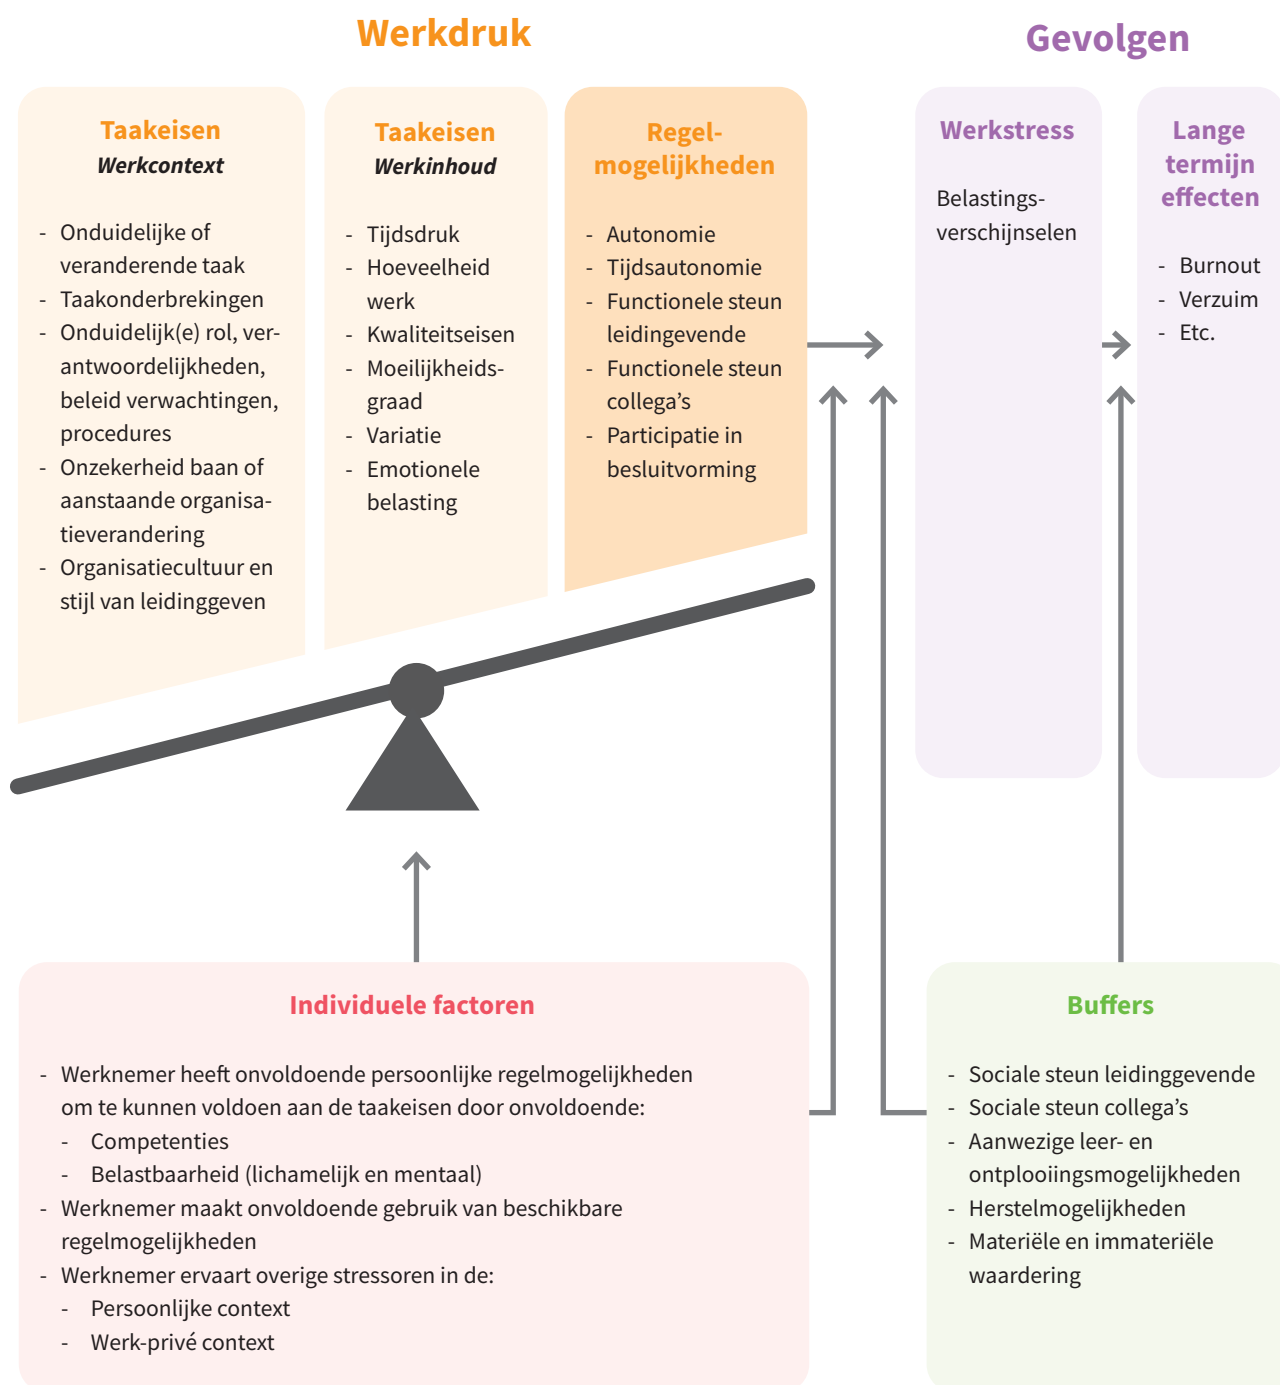 Werkdruk
Gevolgen
Taakeisen
Werkcontext
- Onduidelijke of
veranderende taak
- Taakonderbrekingen
- Onduidelijk(e) rol, ver-
antwoordelijkheden,
beleid verwachtingen,
procedures
- Onzekerheid baan of
aanstaande organisa-
tieverandering
- Organisatiecultuur en
stijl van leidinggeven
Taakeisen
Werkinhoud
- Tijdsdruk
- Hoeveelheid
werk
- Kwaliteitseisen
- Moeilijkheids-
graad
- Variatie
- Emotionele
belasting
Regel-
mogelijkheden
- Autonomie
- Tijdsautonomie
- Functionele steun
leidingevende
- Functionele steun
collega's
- Participatie in
besluitvorming
Werkstress
Belastings-
verschijnselen
Lange
termijn
effecten
- Burnout
- Verzuim
- Etc.
Individuele factoren
- Werknemer heeft onvoldoende persoonlijke regelmogelijkheden
om te kunnen voldoen aan de taakeisen door onvoldoende:
- Competenties
- Belastbaarheid (lichamelijk en mentaal)
- Werknemer maakt onvoldoende gebruik van beschikbare
regelmogelijkheden
- Werknemer ervaart overige stressoren in de:
- Persoonlijke context
- Werk-privé context
Buffers
- Sociale steun leidinggevende
- Sociale steun collega's
- Aanwezige leer- en
ontplooiingsmogelijkheden
- Herstelmogelijkheden
- Materiële en immateriële
waardering